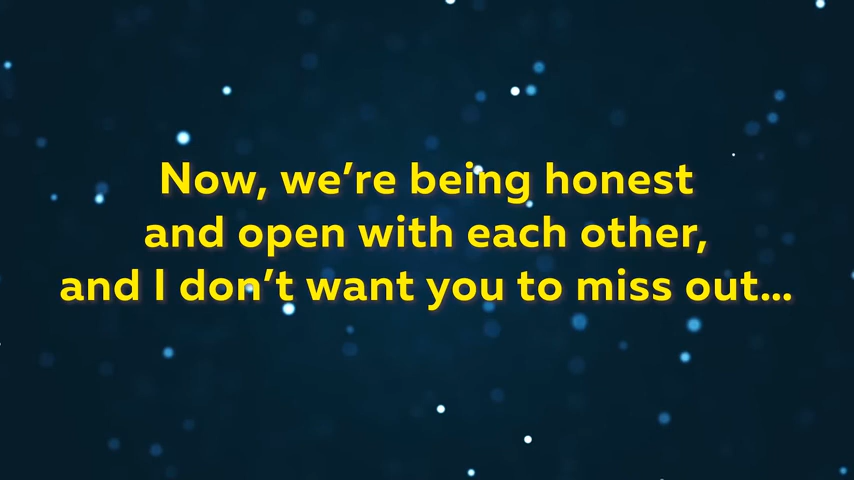 Now, we’re being honest
and open with each other,
and I don’t want you to miss out...